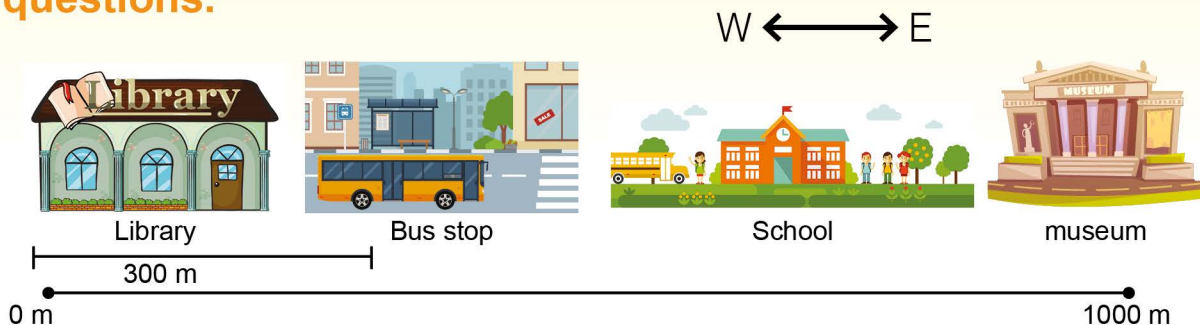 questions.
W E
Library
SALE
MUSEUM
Library Bus stop School museum
300 m
0 m 1000 m